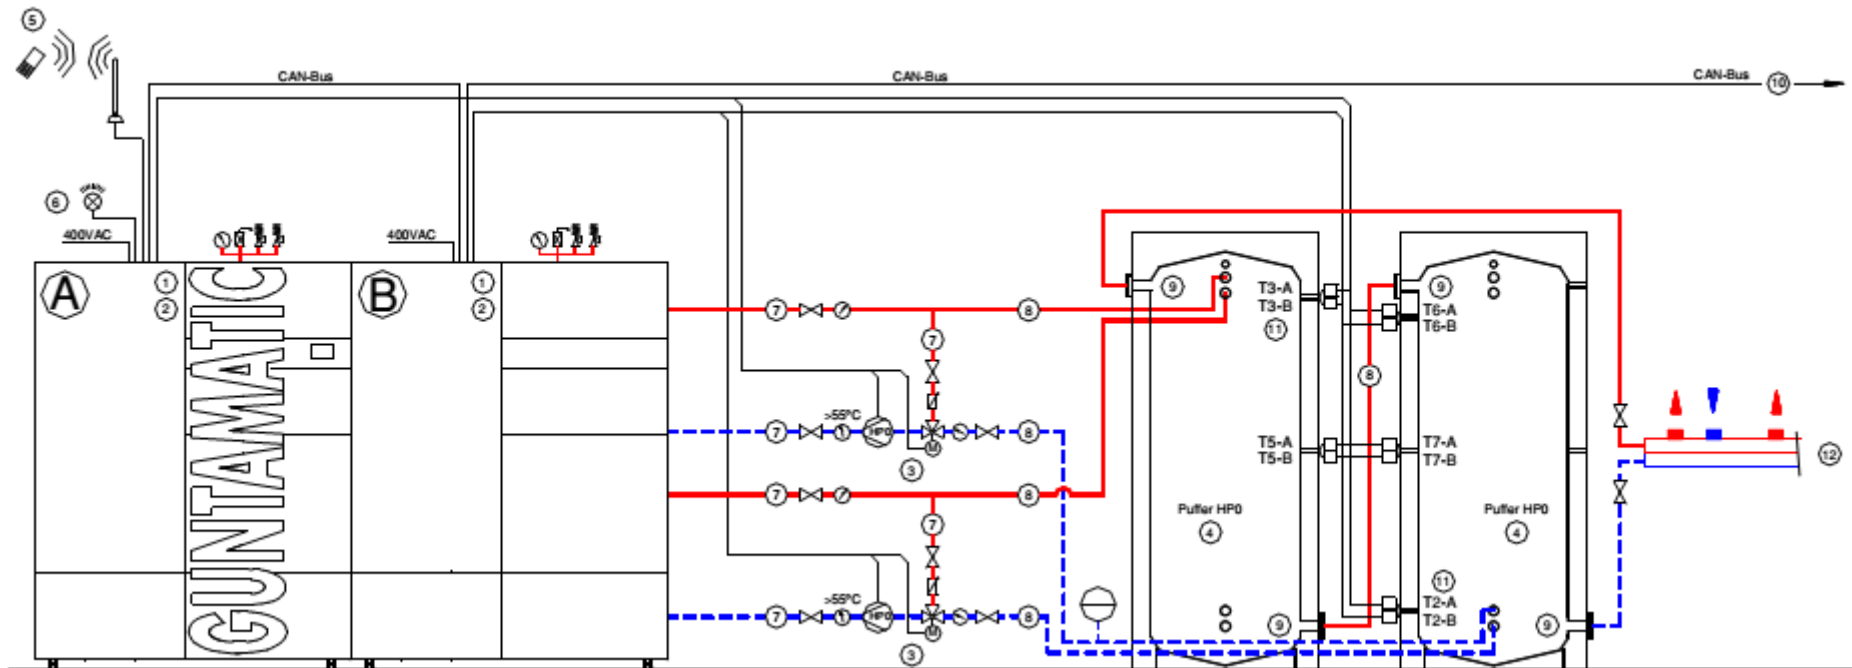 5
CAN-Bus
CAN-Bus
CAN-Bus
10
6
400VAC
400VAC
A
1
2
GUNTAMATIC
B
1
2
7
8
7
>55°C
7
HP0
M
8
3
7
8
7
>55°C
7
HP0
M
8
3
9
T3-A
T3-B
11
8
9
T6-A
T6-B
T5-A
T5-B
T7-A
T7-B
Puffer HP0
4
Puffer HP0
4
11
T2-A
T2-B
9
9
12